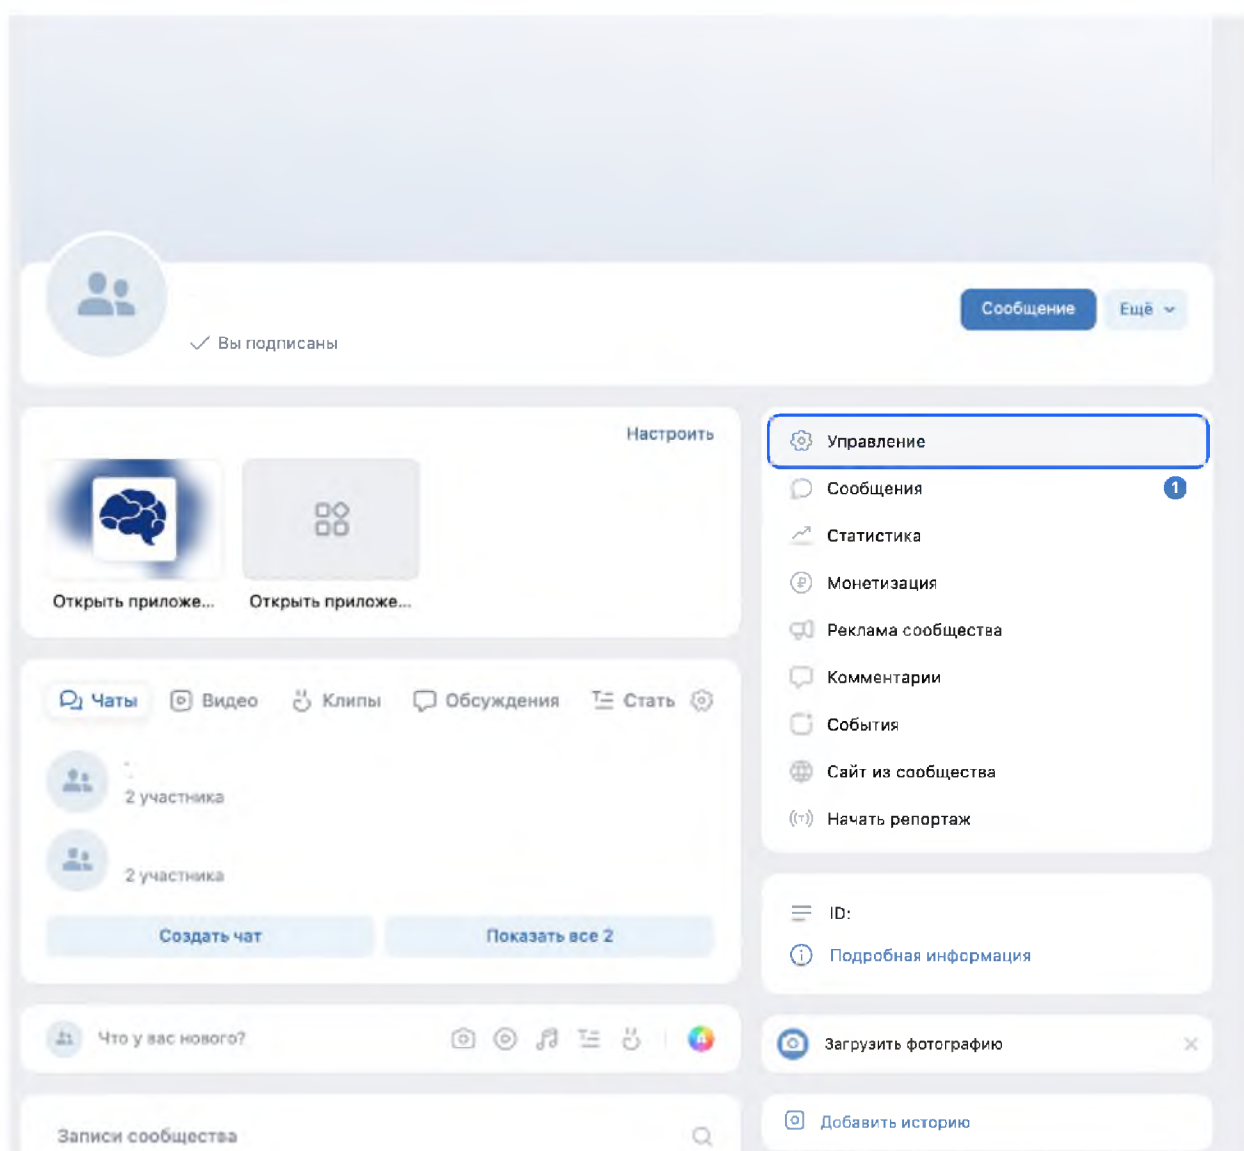 Сообщение
Ещё
Вы подписаны
Настроить
Открыть приложе...
Открыть приложе...
Чаты
Видео
Клипы
Обсуждения
Стать
2 участника
2 участника
Создать чат
Показать все 2
Что у вас нового?
Записи сообщества
Управление
Сообщения
1
Статистика
Монетизация
Реклама сообщества
Комментарии
События
Сайт из сообщества
Начать репортаж
ID:
Подробная информация
Загрузить фотографию
Добавить историю